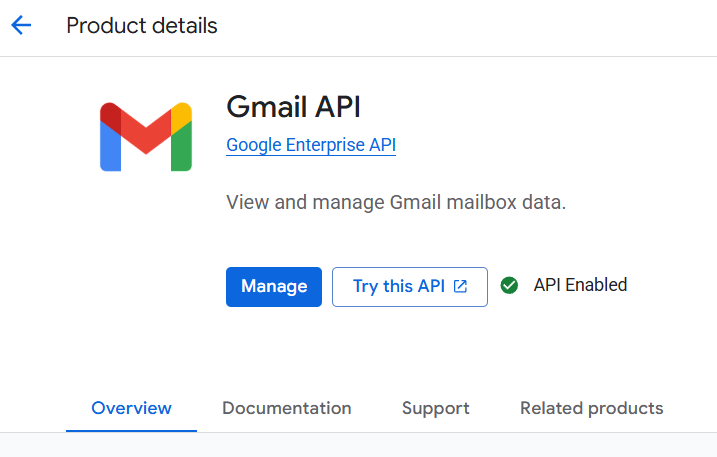 Product details
Gmail API
Google Enterprise API
View and manage Gmail mailbox data.
Manage Try this API API Enabled
Overview Documentation Support Related products